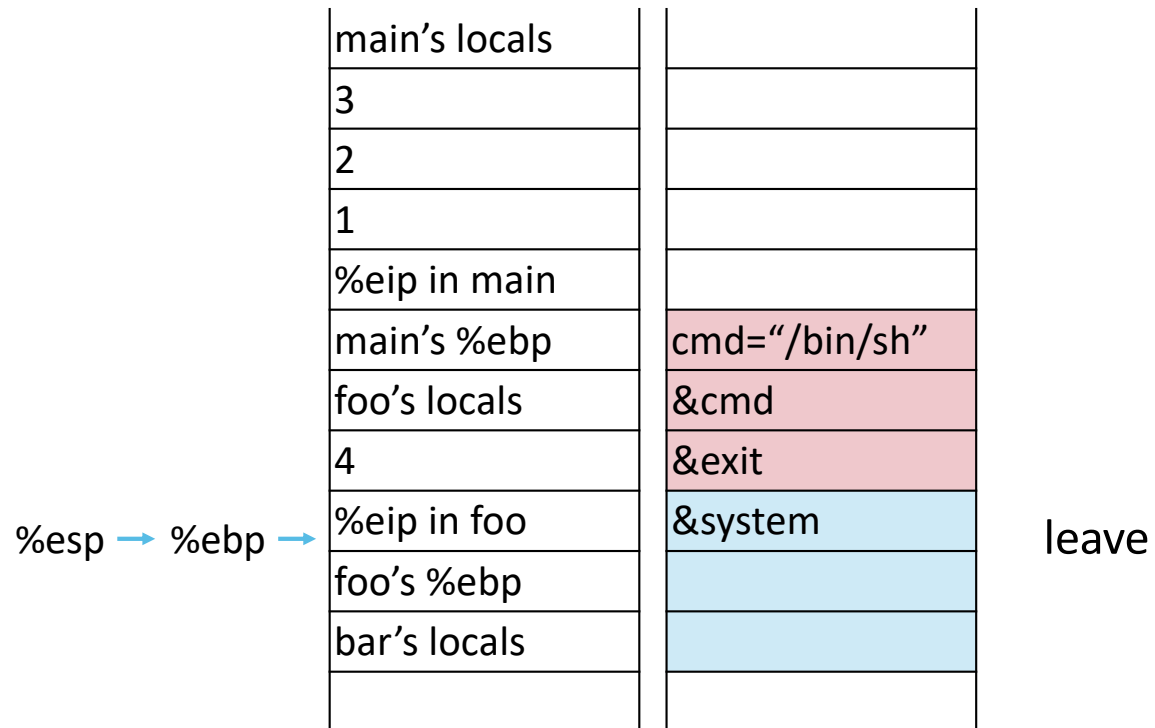 main’s locals
3
2
1
%eip in main
main’s %ebp cmd=“/bin/sh”
foo’s locals &cmd
4 &exit
%esp %ebp %eip in foo &system leave
foo’s %ebp
bar’s locals